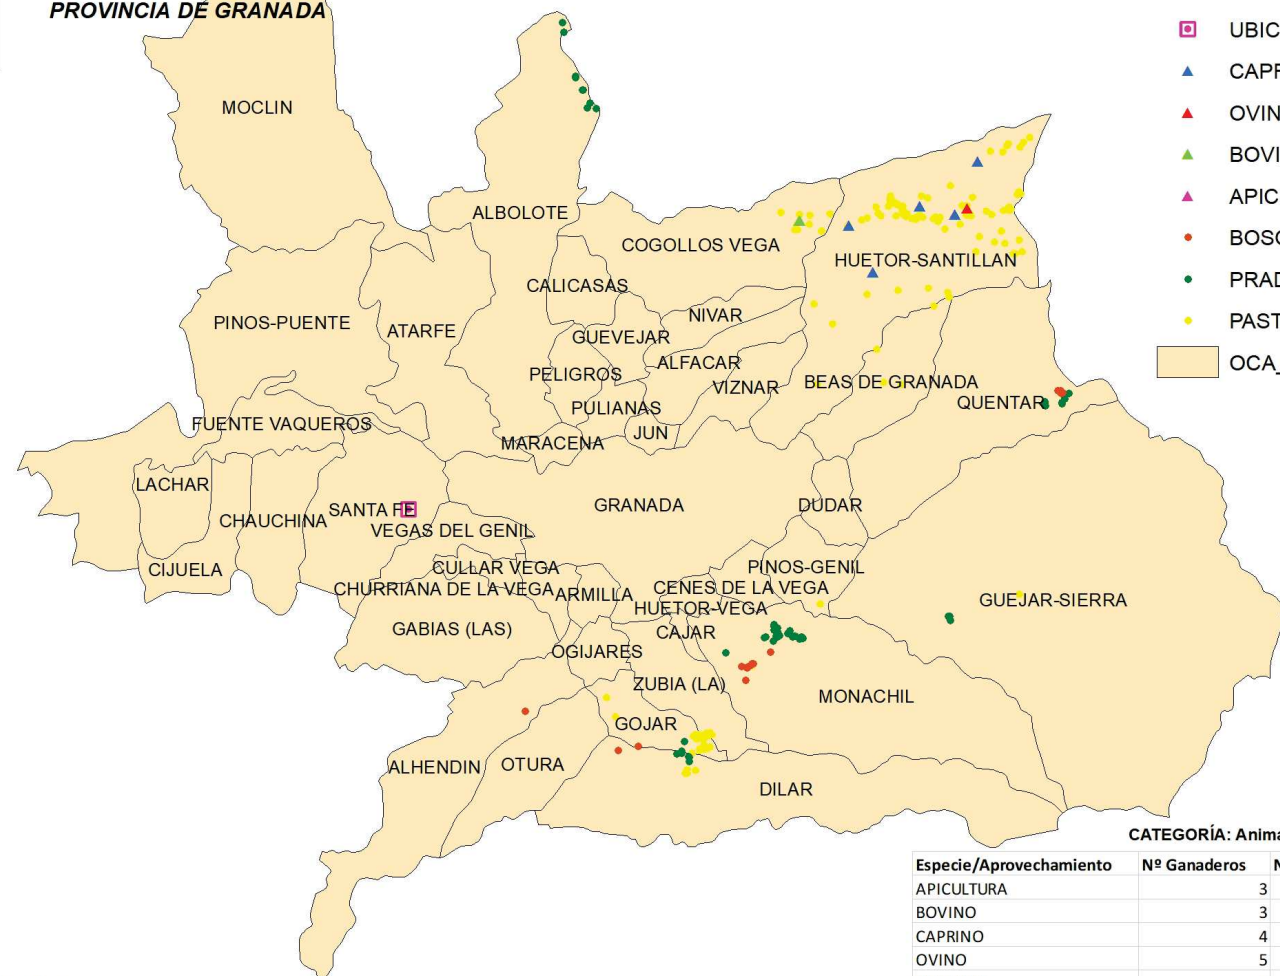 PROVINCIA DE GRANADA
UBIC
CAPR
OVIN
BOVI
APIC
BOSQ
PRAD
PAST
OCA_
MOCLIN
ALBOLOTE
COGOLLOS VEGA
HUETOR-SANTILLAN
CALICASAS
PINOS-PUENTE
ATARFE
NIVAR
GUEVEJAR
ALFACAR
PELIGROS
VIZNAR
BEAS DE GRANADA
QUENTAR
PULIANAS
FUENTE VAQUEROS
JUN
MARACENA
LACHAR
SANTA FE
CHAUCHINA
GRANADA
DUDAR
VEGAS DEL GENIL
CIJUELA
CULLAR VEGA
PINOS-GENIL
CHURRIANA DE LA VEGA
ARMILLA
CENES DE LA VEGA
HUETOR-VEGA
GUEJAR-SIERRA
GABIAS (LAS)
CAJAR
OGIJARES
ZUBIA (LA)
MONACHIL
GOJAR
ALHENDIN
OTURA
DILAR
CATEGORÍA: Anima
Especie/Aprovechamiento Nº Ganaderos N
APICULTURA 3
BOVINO 3
CAPRINO 4
OVINO 5